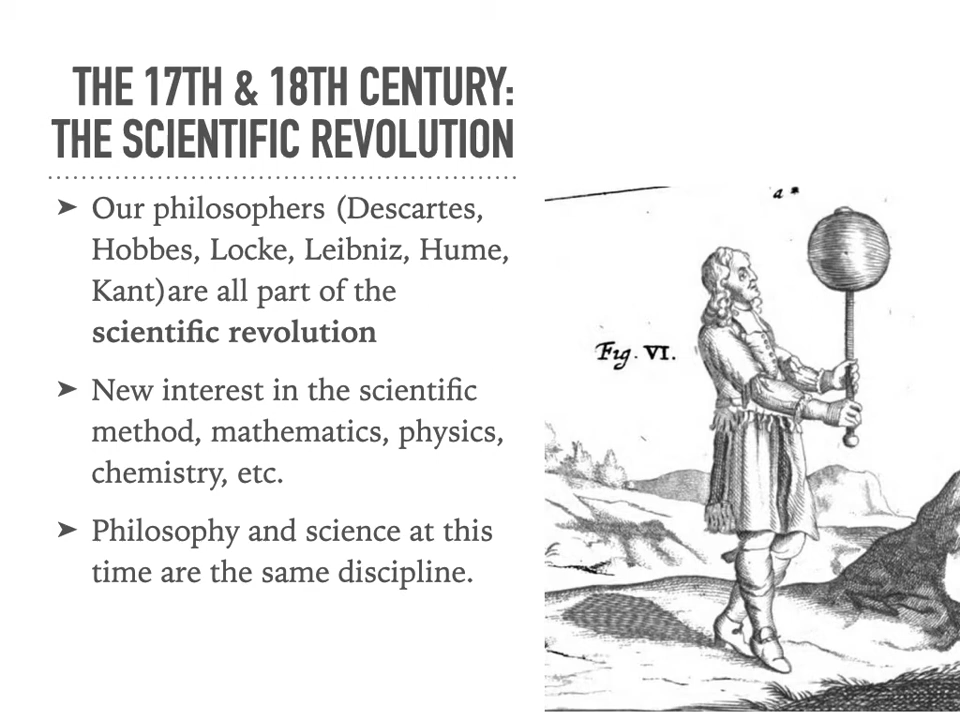 THE 17TH & 18TH CENTURY:
THE SCIENTIFIC REVOLUTION
➤ Our philosophers (Descartes,
Hobbes, Locke, Leibniz, Hume,
Kant)are all part of the
scientific revolution
➤ New interest in the scientific
method, mathematics, physics,
chemistry, etc.
➤ Philosophy and science at this
time are the same discipline.
a *
Fig. VI.